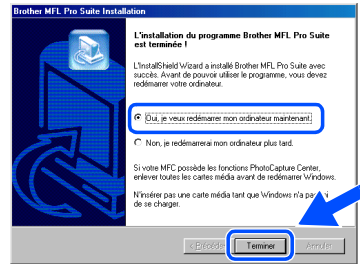 Brother MFL Pro Suite Installation
L'installation du programme Brother MFL Pro Suite
est terminée !
L'InstallShield Wizard a installé Brother MFL Pro Suite avec
succès. Avant de pouvoir utiliser le programme, vous devez
redémarrer votre ordinateur.
Oui, je veux redémarrer mon ordinateur maintenant.
Non, je redémarrerai mon ordinateur plus tard.
Si votre MFC possède les fonctions PhotoCapture Center,
enlever toutes les cartes média avant de redémarrer Windows.
N'insérer pas une carte média tant que Windows n'a
de se charger.
Terminer
Annuler